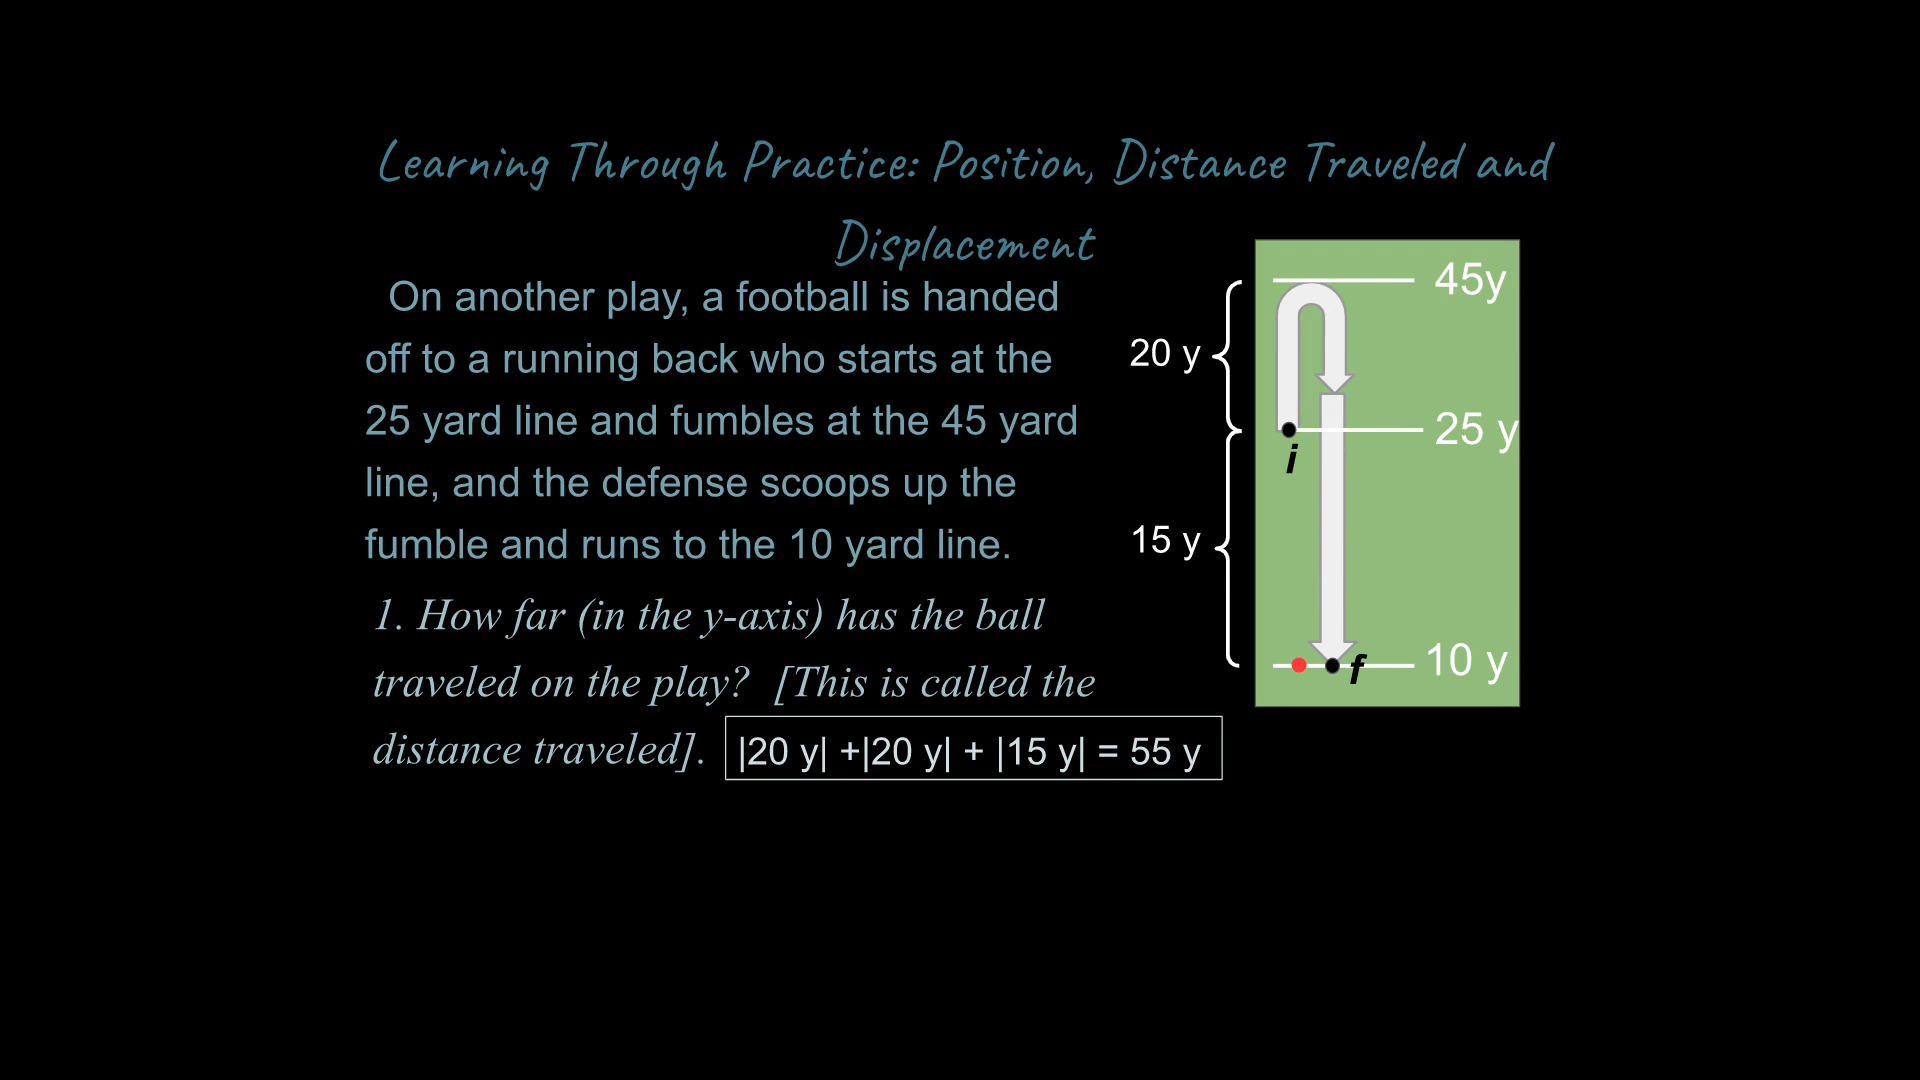 Learning Through Practice: Position, Distance Traveled and
Displacement
On another play, a football is handed
off to a running back who starts at the
25 yard line and fumbles at the 45 yard
line, and the defense scoops up the
fumble and runs to the 10 yard line.
1. How far (in the y-axis) has the ball
traveled on the play?  [This is called the
distance traveled].
|20 y| +|20 y| + |15 y| = 55 y
20 y
15 y
45y
25 y
i
10 y
f